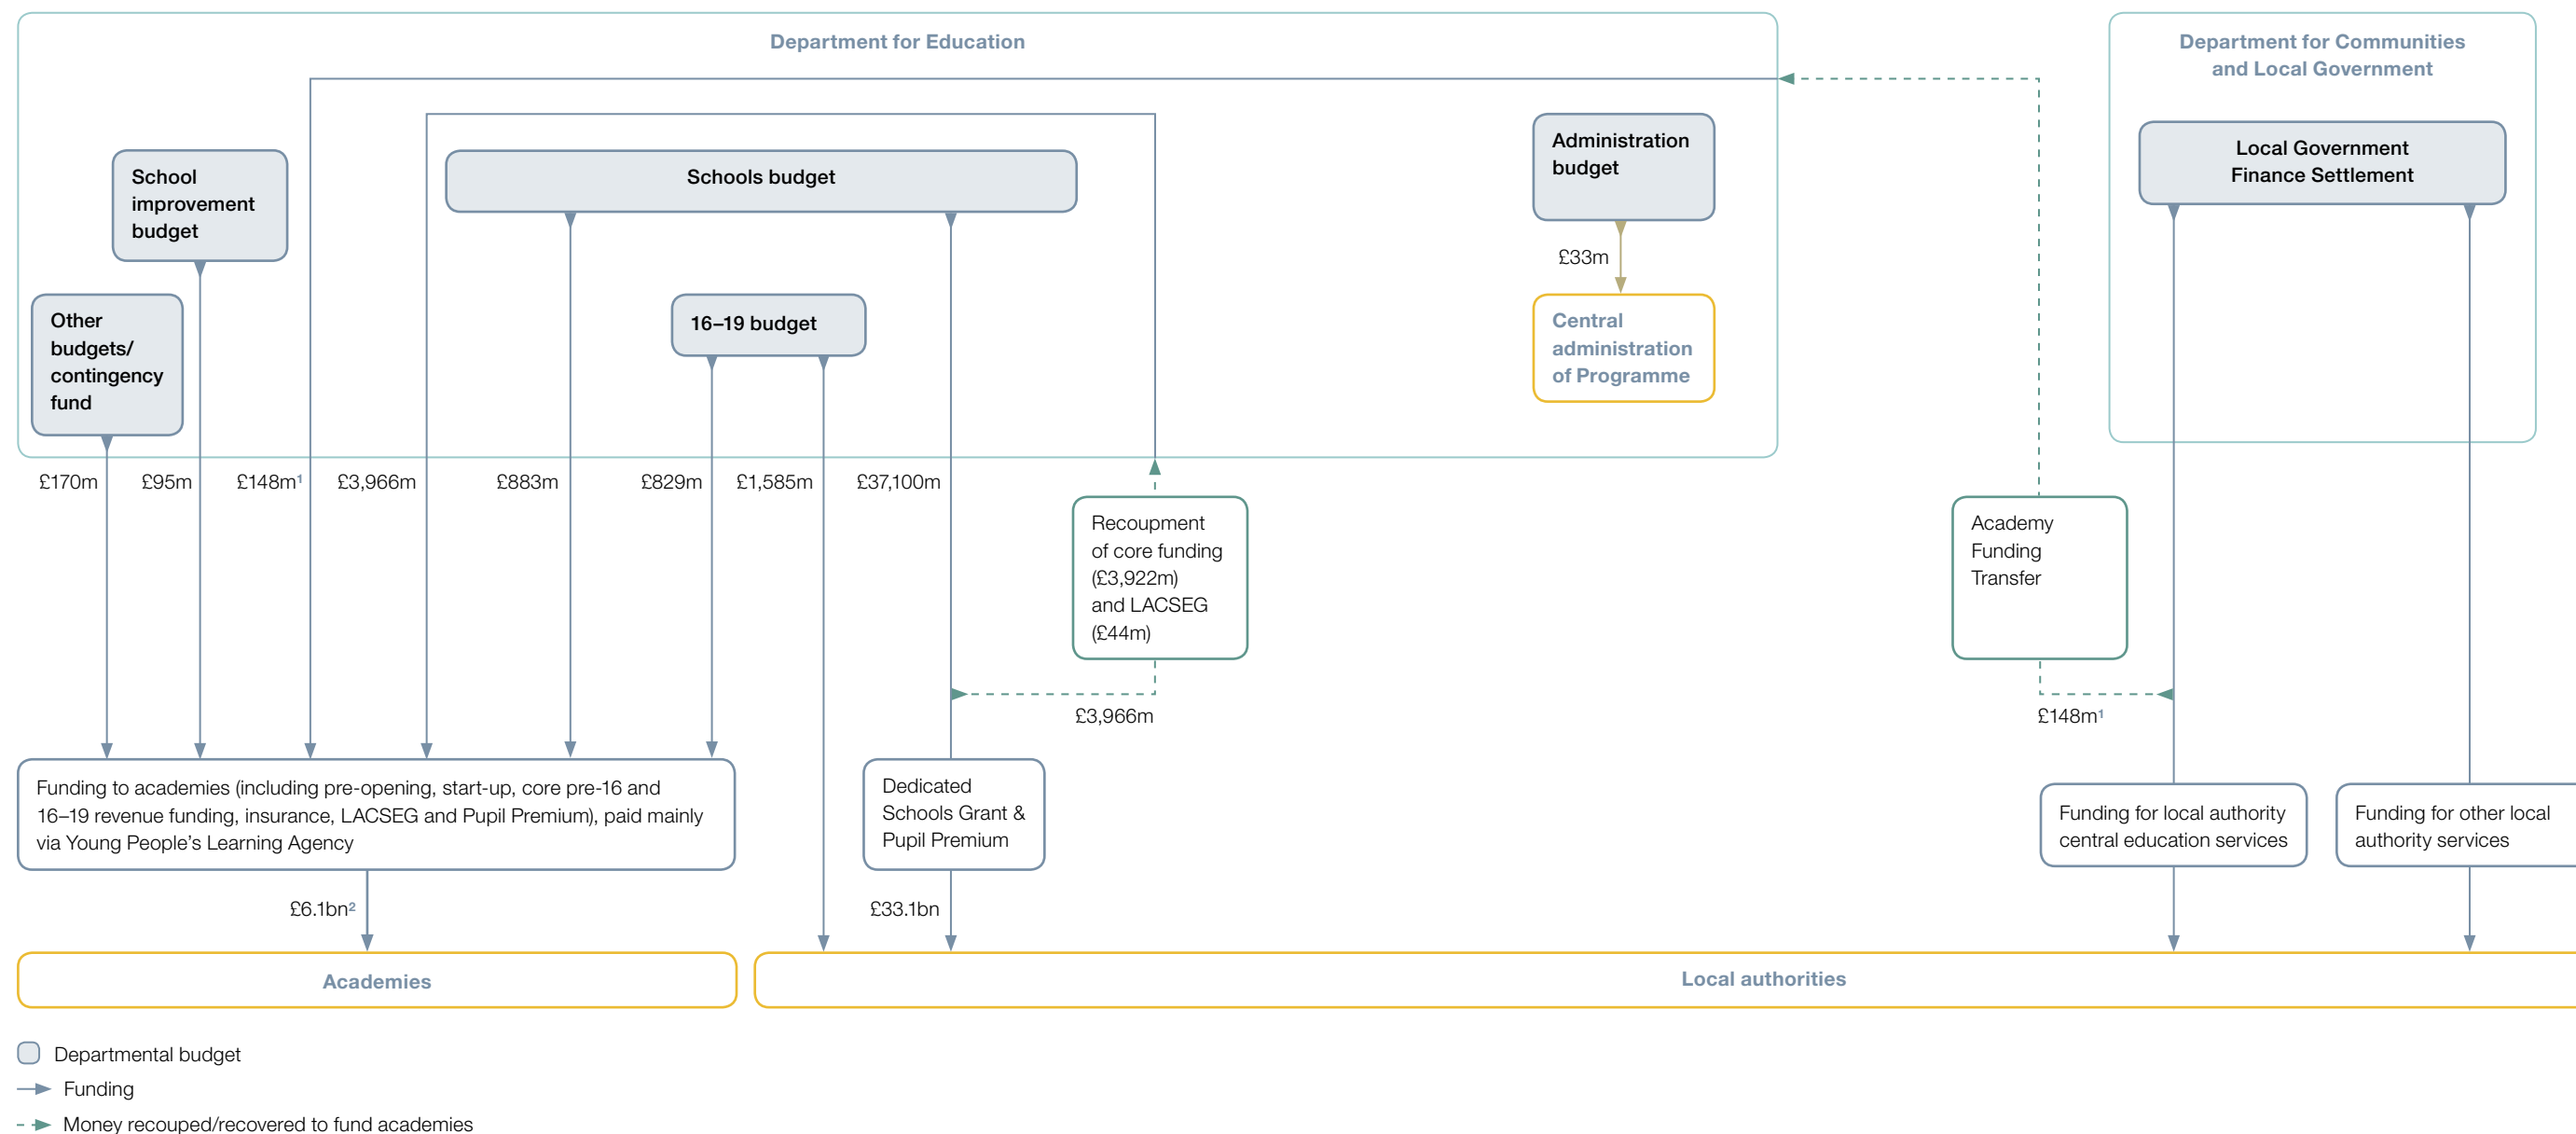 Department for Education
Department for Communities
and Local Government
Administration
budget
Local Government
Finance Settlement
School
improvement
budget
Schools budget
£33m
Other
budgets/
contingency
fund
16–19 budget
Central
administration
of Programme
£170m
£95m
£148m¹
£3,966m
£883m
£829m
£1,585m
£37,100m
Recoupment
of core funding
(£3,922m)
and LACSEG
(£44m)
Academy
Funding
Transfer
£3,966m
£148m¹
Funding to academies (including pre-opening, start-up, core pre-16 and
16–19 revenue funding, insurance, LACSEG and Pupil Premium), paid mainly
via Young People’s Learning Agency
Dedicated
Schools Grant &
Pupil Premium
Funding for local authority
central education services
Funding for other local
authority services
£6.1bn²
£33.1bn
Academies
Local authorities
Departmental budget
Funding
Money recouped/recovered to fund academies